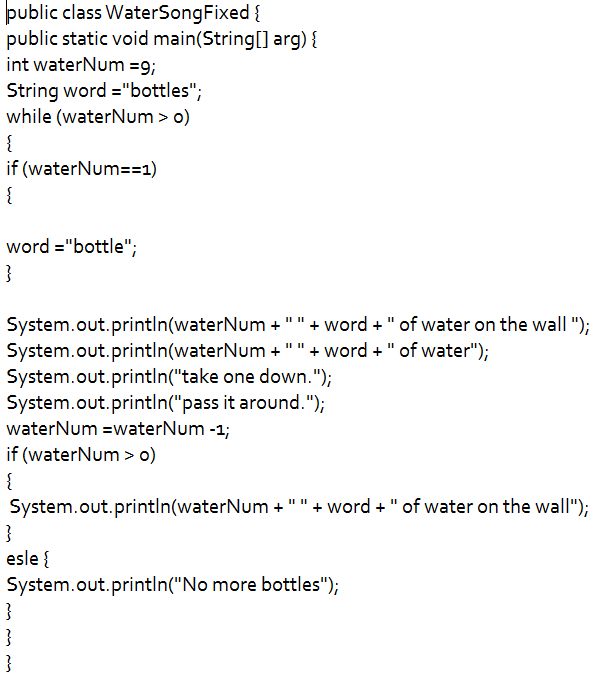 public class WaterSongFixed {
public static void main(String[] arg) {
int waterNum =9;
String word ="bottles";
while (waterNum > 0)
{
if (waterNum==1)
{
word ="bottle";
}
System.out.println(waterNum + " " + word + " of water on the wall ");
System.out.println(waterNum + " " + word + " of water");
System.out.println("take one down.");
System.out.println("pass it around.");
waterNum =waterNum -1;
if (waterNum > 0)
{
System.out.println(waterNum + " " + word + " of water on the wall");
}
esle {
System.out.println("No more bottles");
}
}
}